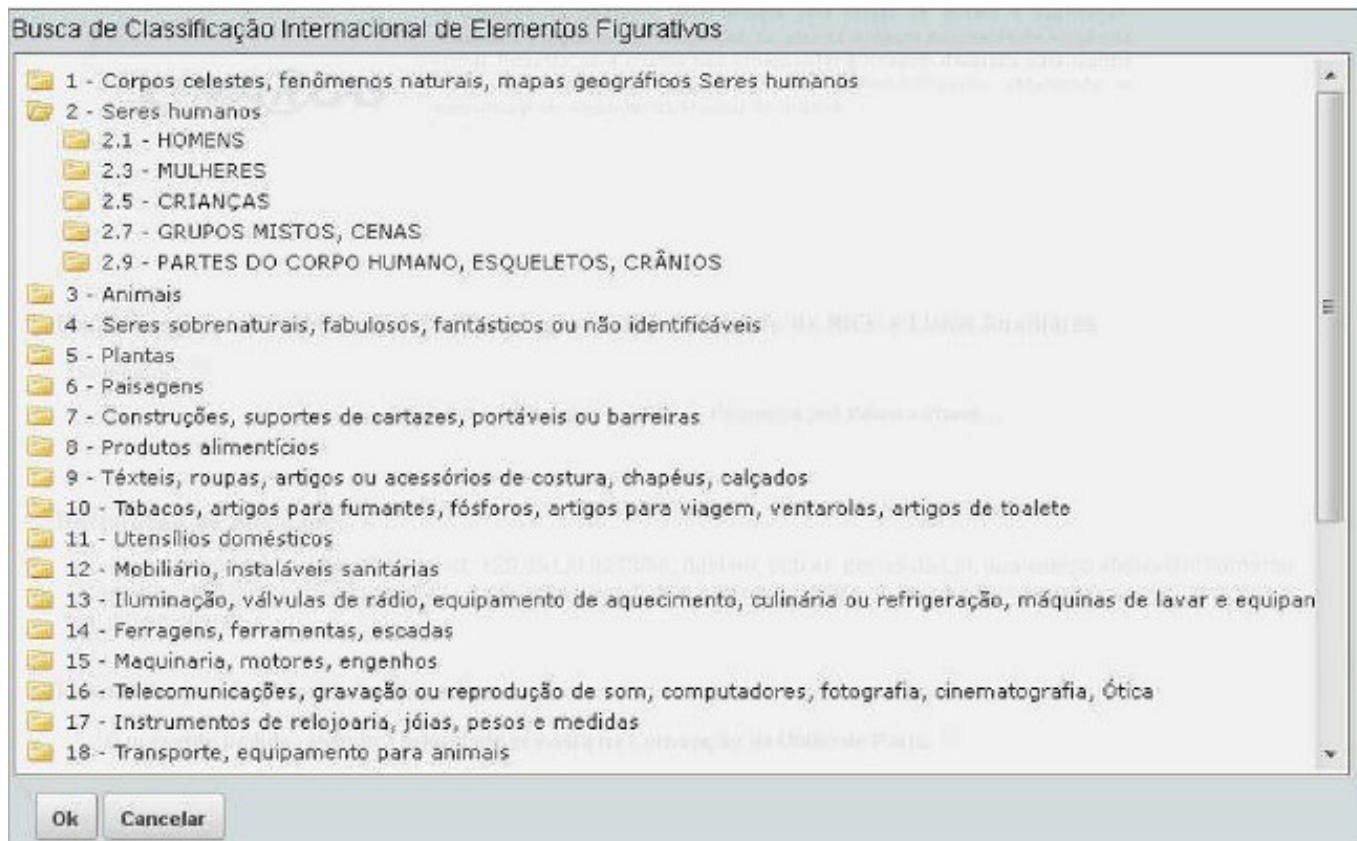 Busca de Classificação Internacional de Elementos Figurativos
1 - Corpos celestes, fenômenos naturais, mapas geográficos Seres humanos
2 - Seres humanos
2.1 - HOMENS
2.3 - MULHERES
2.5 - CRIANÇAS
2.7 - GRUPOS MISTOS, CENAS
2.9 - PARTES DO CORPO HUMANO, ESQUELETOS, CRÂNIOS
3 - Animais
4 - Seres sobrenaturais, fabulosos, fantásticos ou não identificáveis
5 - Plantas
6 - Paisagens
7 - Construções, suportes de cartazes, portáveis ou barreiras
8 - Produtos alimentícios
9 - Téxteis, roupas, artigos ou acessórios de costura, chapéus, calçados
10 - Tabacos, artigos para fumantes, fósforos, artigos para viagem, ventarolas, artigos de toalete
11 - Utensílios domésticos
12 - Mobiliário, instaláveis sanitárias
13 - Iluminação, válvulas de rádio, equipamento de aquecimento, culinária ou refrigeração, máquinas de lavar e equipan
14 - Ferragens, ferramentas, escadas
15 - Maquinaria, motores, engenhos
16 - Telecomunicações, gravação ou reprodução de som, computadores, fotografia, cinematografia, Ótica
17 - Instrumentos de relojoaria, jóias, pesos e medidas
18 - Transporte, equipamento para animais
Ok Cancelar